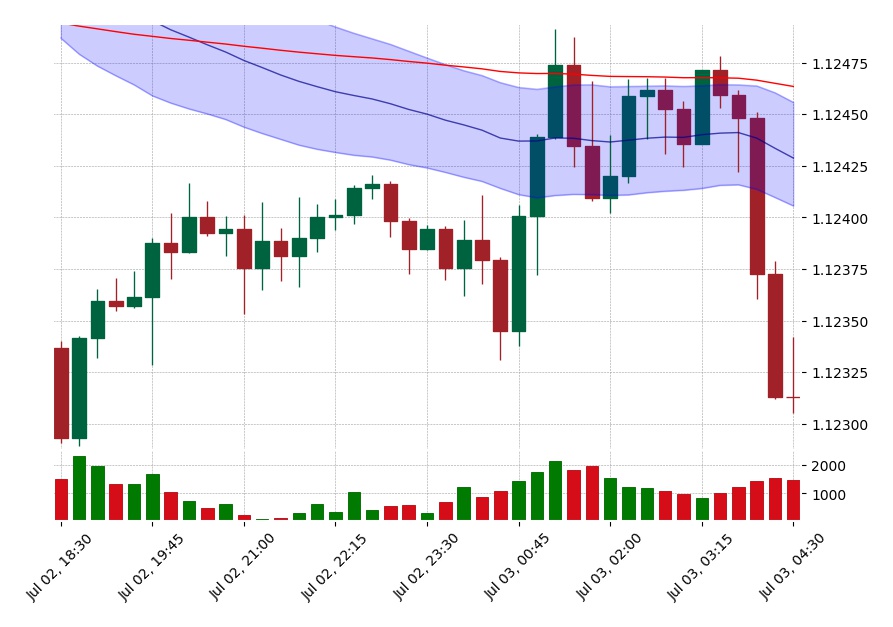 1.12475
1.12450
1.12425
1.12400
1.12375
1.12350
1.12325
1.12300
2000
1000
Jul 02, 18:30
Jul 02, 19:45
Jul 02, 21:00
Jul 02, 22:15
Jul 02, 23:30
Jul 03, 00:45
Jul 03, 02:00
Jul 03, 03:15
Jul 03, 04:30